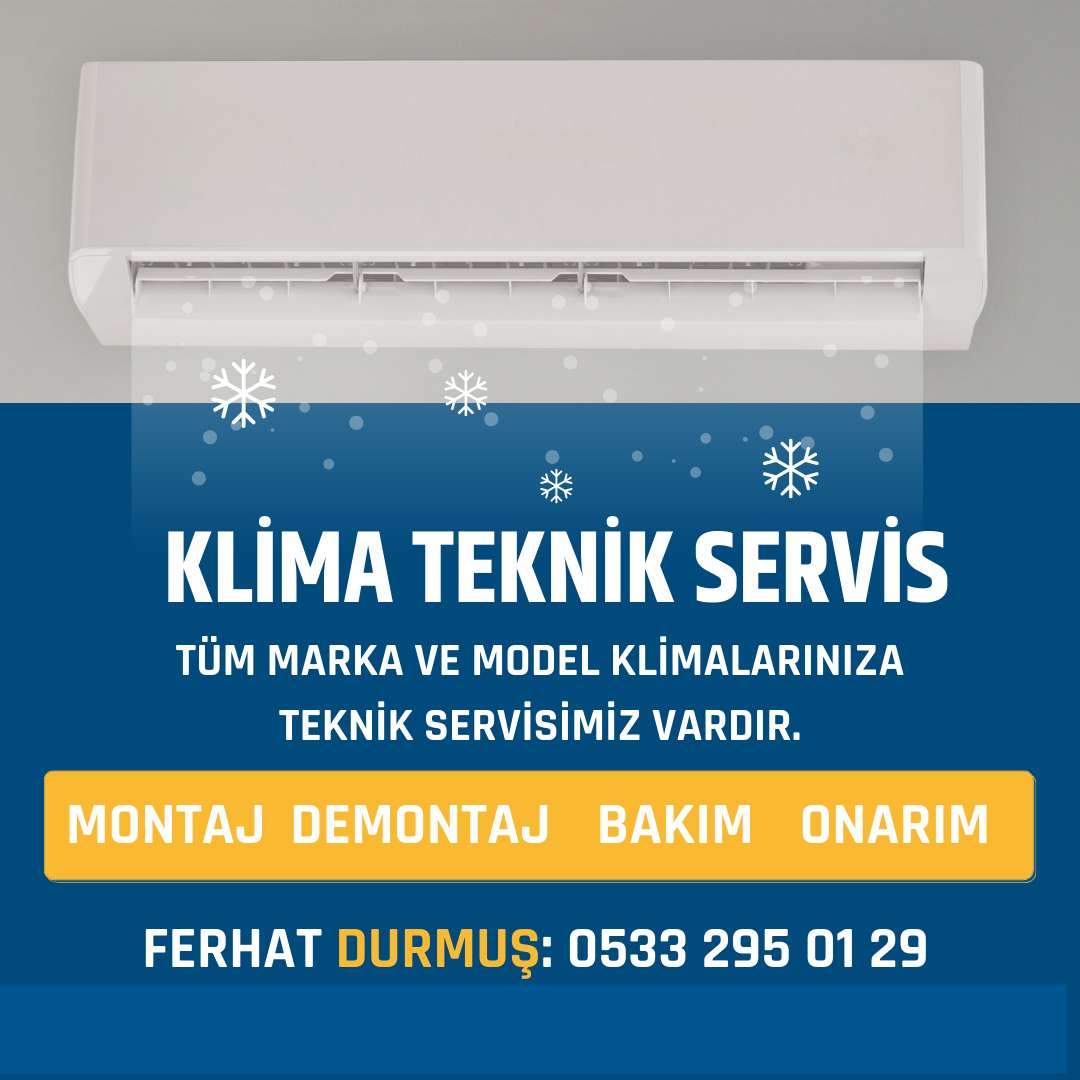 KLİMA TEKNİK SERVİS
TÜM MARKA VE MODEL KLİMALARINIZA
TEKNİK SERVİSİMİZ VARDIR.
MONTAJ DEMONTAJ BAKIM ONARIM
FERHAT DURMUŞ: 0533 295 01 29